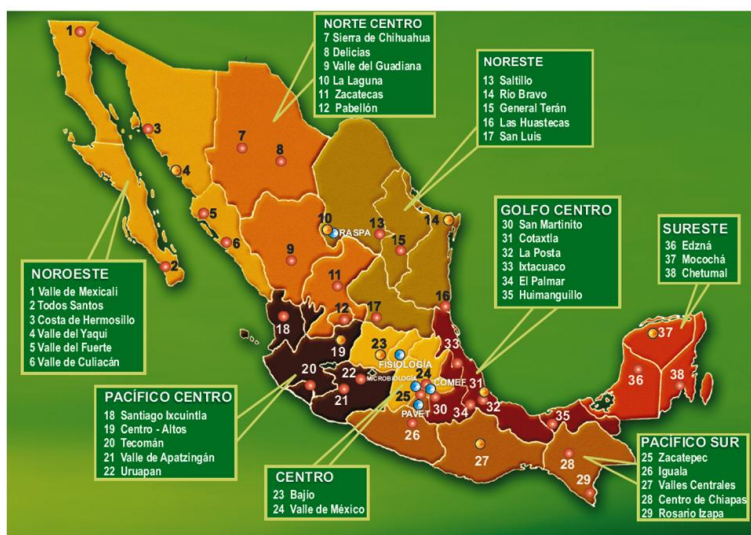 NORTE CENTRO
7 Sierra de Chihuahua
8 Delicias
9 Valle del Guadiana
10 La Laguna
11 Zacatecas
12 Pabellón
NORESTE
13 Saltillo
14 Rio Bravo
15 General Terán
16 Las Huastecas
17 San Luis
GOLFO CENTRO
30 San Martinito
31 Cotaxtla
32 La Posta
33 Ixtacuaco
34 El Palmar
35 Huimanguillo
SURESTE
36 Edzná
37 Mocochá
38 Chetumal
NOROESTE
1 Valle de Mexicali
2 Todos Santos
3 Costa de Hermosillo
4 Valle del Yaqui
5 Valle del Fuerte
6 Valle de Culiacán
PACÍFICO CENTRO
18 Santiago Ixcuintla
19 Centro - Altos
20 Tecomán
21 Valle de Apatzingán
22 Uruapan
CENTRO
23 Bajío
24 Valle de México
PACÍFICO SUR
25 Zacatepec
26 Iguala
27 Valles Centrales
28 Centro de Chiapas
29 Rosario Izapa
1
3
7
8
4
5
6
2
10
RASPA
13
14
15
9
11
12
17
16
18
19
23
FISIOLOGÍA
33
20
22
MICROBIOLOGÍA
24
COMEF
31
21
25
PAVET
30
34
32
26
35
27
28
29
37
36
38